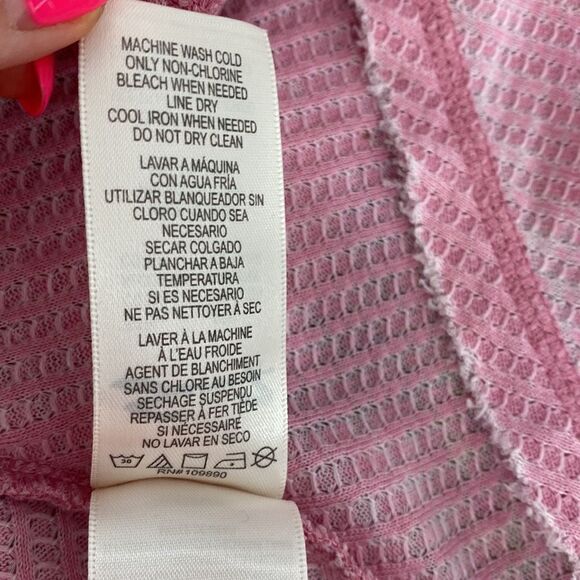 MACHINE WASH COLD
ONLY NON-CHLORINE
BLEACH WHEN NEEDED
LINE DRY
COOL IRON WHEN NEEDED
DO NOT DRY CLEAN
LAVAR A MÁQUINA
CON AGUA FRÍA
UTILIZAR BLANQUEADOR SIN
CLORO CUANDO SEA
NECESARIO
SECAR COLGADO
PLANCHAR A BAJA
TEMPERATURA
SI ES NECESARIO
NE PAS NETTOYER À SEC
LAVER À LA MACHINE
À L'EAU FROIDE
AGENT DE BLANCHIMENT
SANS CHLORE AU BESOIN
SECHAGE SUSPENDU
REPASSER À FER TIÈDE
SI NÉCESSAIRE
NO LAVAR EN SECO
30
RN#109890